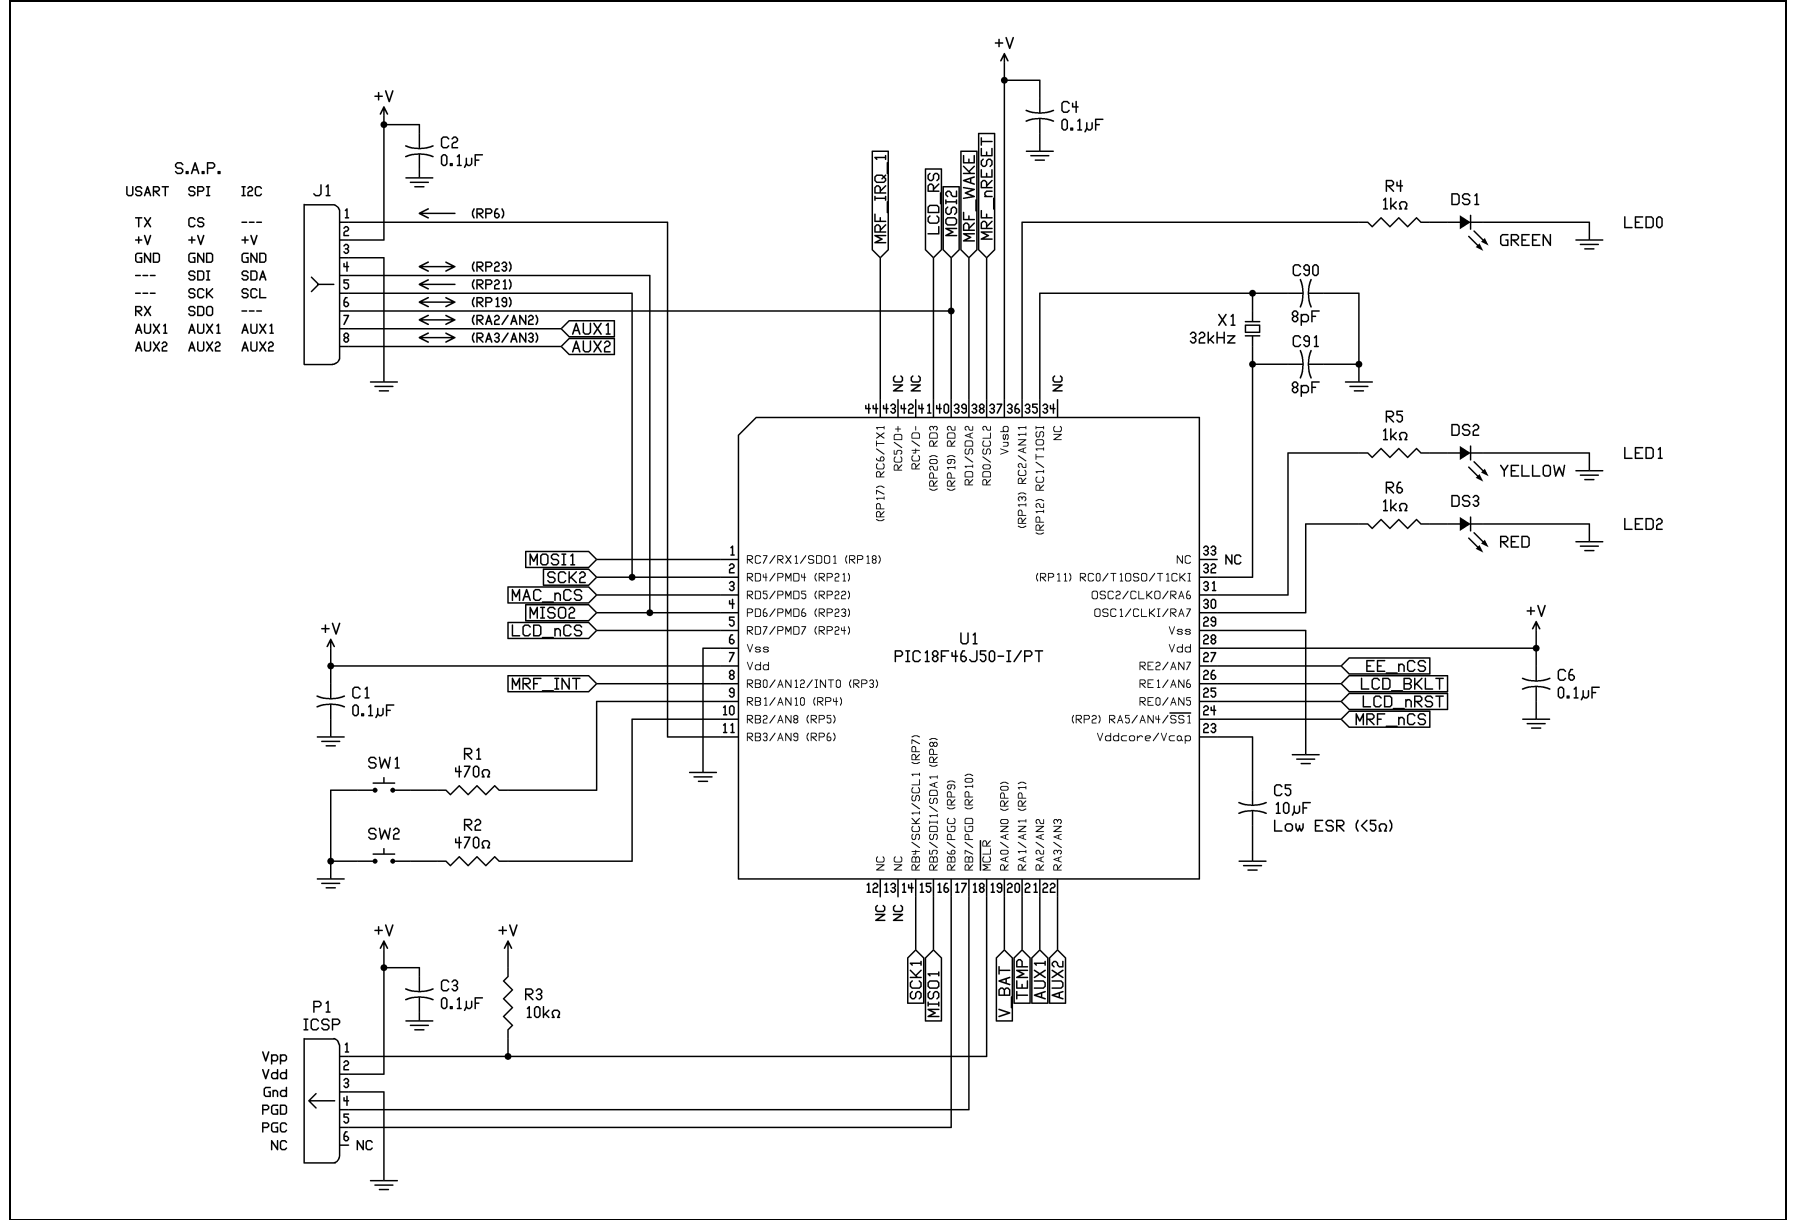 +V
C4
0.1µF
+V
C2
0.1µF
S.A.P.
USART SPI I2C
TX CS ---
+V +V +V
GND GND GND
--- SDI SDA
--- SCK SCL
RX SDO ---
AUX1 AUX1 AUX1
AUX2 AUX2 AUX2
J1
1 (RP6)
2
3
4 (RP23)
5 (RP21)
6 (RP19)
7 (RA2/AN2) AUX1
8 (RA3/AN3) AUX2
MRF_IRQ_1
LCD_RS
MOSI2
MRF_WAKE
MRF_nRESET
R4
1kΩ
DS1
GREEN
LED0
C90
8pF
X1
32kHz
C91
8pF
R5
1kΩ
DS2
YELLOW
LED1
R6
1kΩ
DS3
RED
LED2
NC
NC
NC
44 43 42 41 40 39 38 37 36 35 34
(RP17) RC6/TX1
RC5/D+
RC4/D-
(RP20) RD3
(RP19) RD2
RD1/SDA2
RD0/SCL2
Vusb
(RP13) RC2/AN11
(RP12) RC1/T1OSI
NC
MOSI1 1 RC7/RX1/SDO1 (RP18)
SCK2 2 RD4/PMD4 (RP21)
MAC_nCS 3 RD5/PMD5 (RP22)
MISO2 4 PD6/PMD6 (RP23)
LCD_nCS 5 RD7/PMD7 (RP24)
6 Vss
7 Vdd
MRF_INT 8 RB0/AN12/INT0 (RP3)
9 RB1/AN10 (RP4)
10 RB2/AN8 (RP5)
11 RB3/AN9 (RP6)
U1
PIC18F46J50-I/PT
NC 33 NC
(RP11) RC0/T1OSO/T1CKI 32
OSC2/CLKO/RA6 31
OSC1/CLKI/RA7 30
Vss 29
Vdd 28
RE2/AN7 27 EE_nCS
RE1/AN6 26 LCD_BKLT
RE0/AN5 25 LCD_nRST
(RP2) RA5/AN4/SS1 24 MRF_nCS
Vddcore/Vcap 23
+V
C6
0.1µF
C5
10µF
Low ESR (<5Ω)
+V
C1
0.1µF
SW1
R1
470Ω
SW2
R2
470Ω
NC
NC
RB4/SCK1/SCL1 (RP7)
RB5/SDI1/SDA1 (RP8)
RB6/PGC (RP9)
RB7/PGD (RP10)
MCLR
RA0/AN0 (RP0)
RA1/AN1 (RP1)
RA2/AN2
RA3/AN3
12 13 14 15 16 17 18 19 20 21 22
NC
NC
SCK1
MISO1
V_BAT
TEMP
AUX1
AUX2
+V
C3
0.1µF
+V
R3
10kΩ
P1
ICSP
Vpp 1
Vdd 2
Gnd 3
PGD 4
PGC 5
NC 6 NC